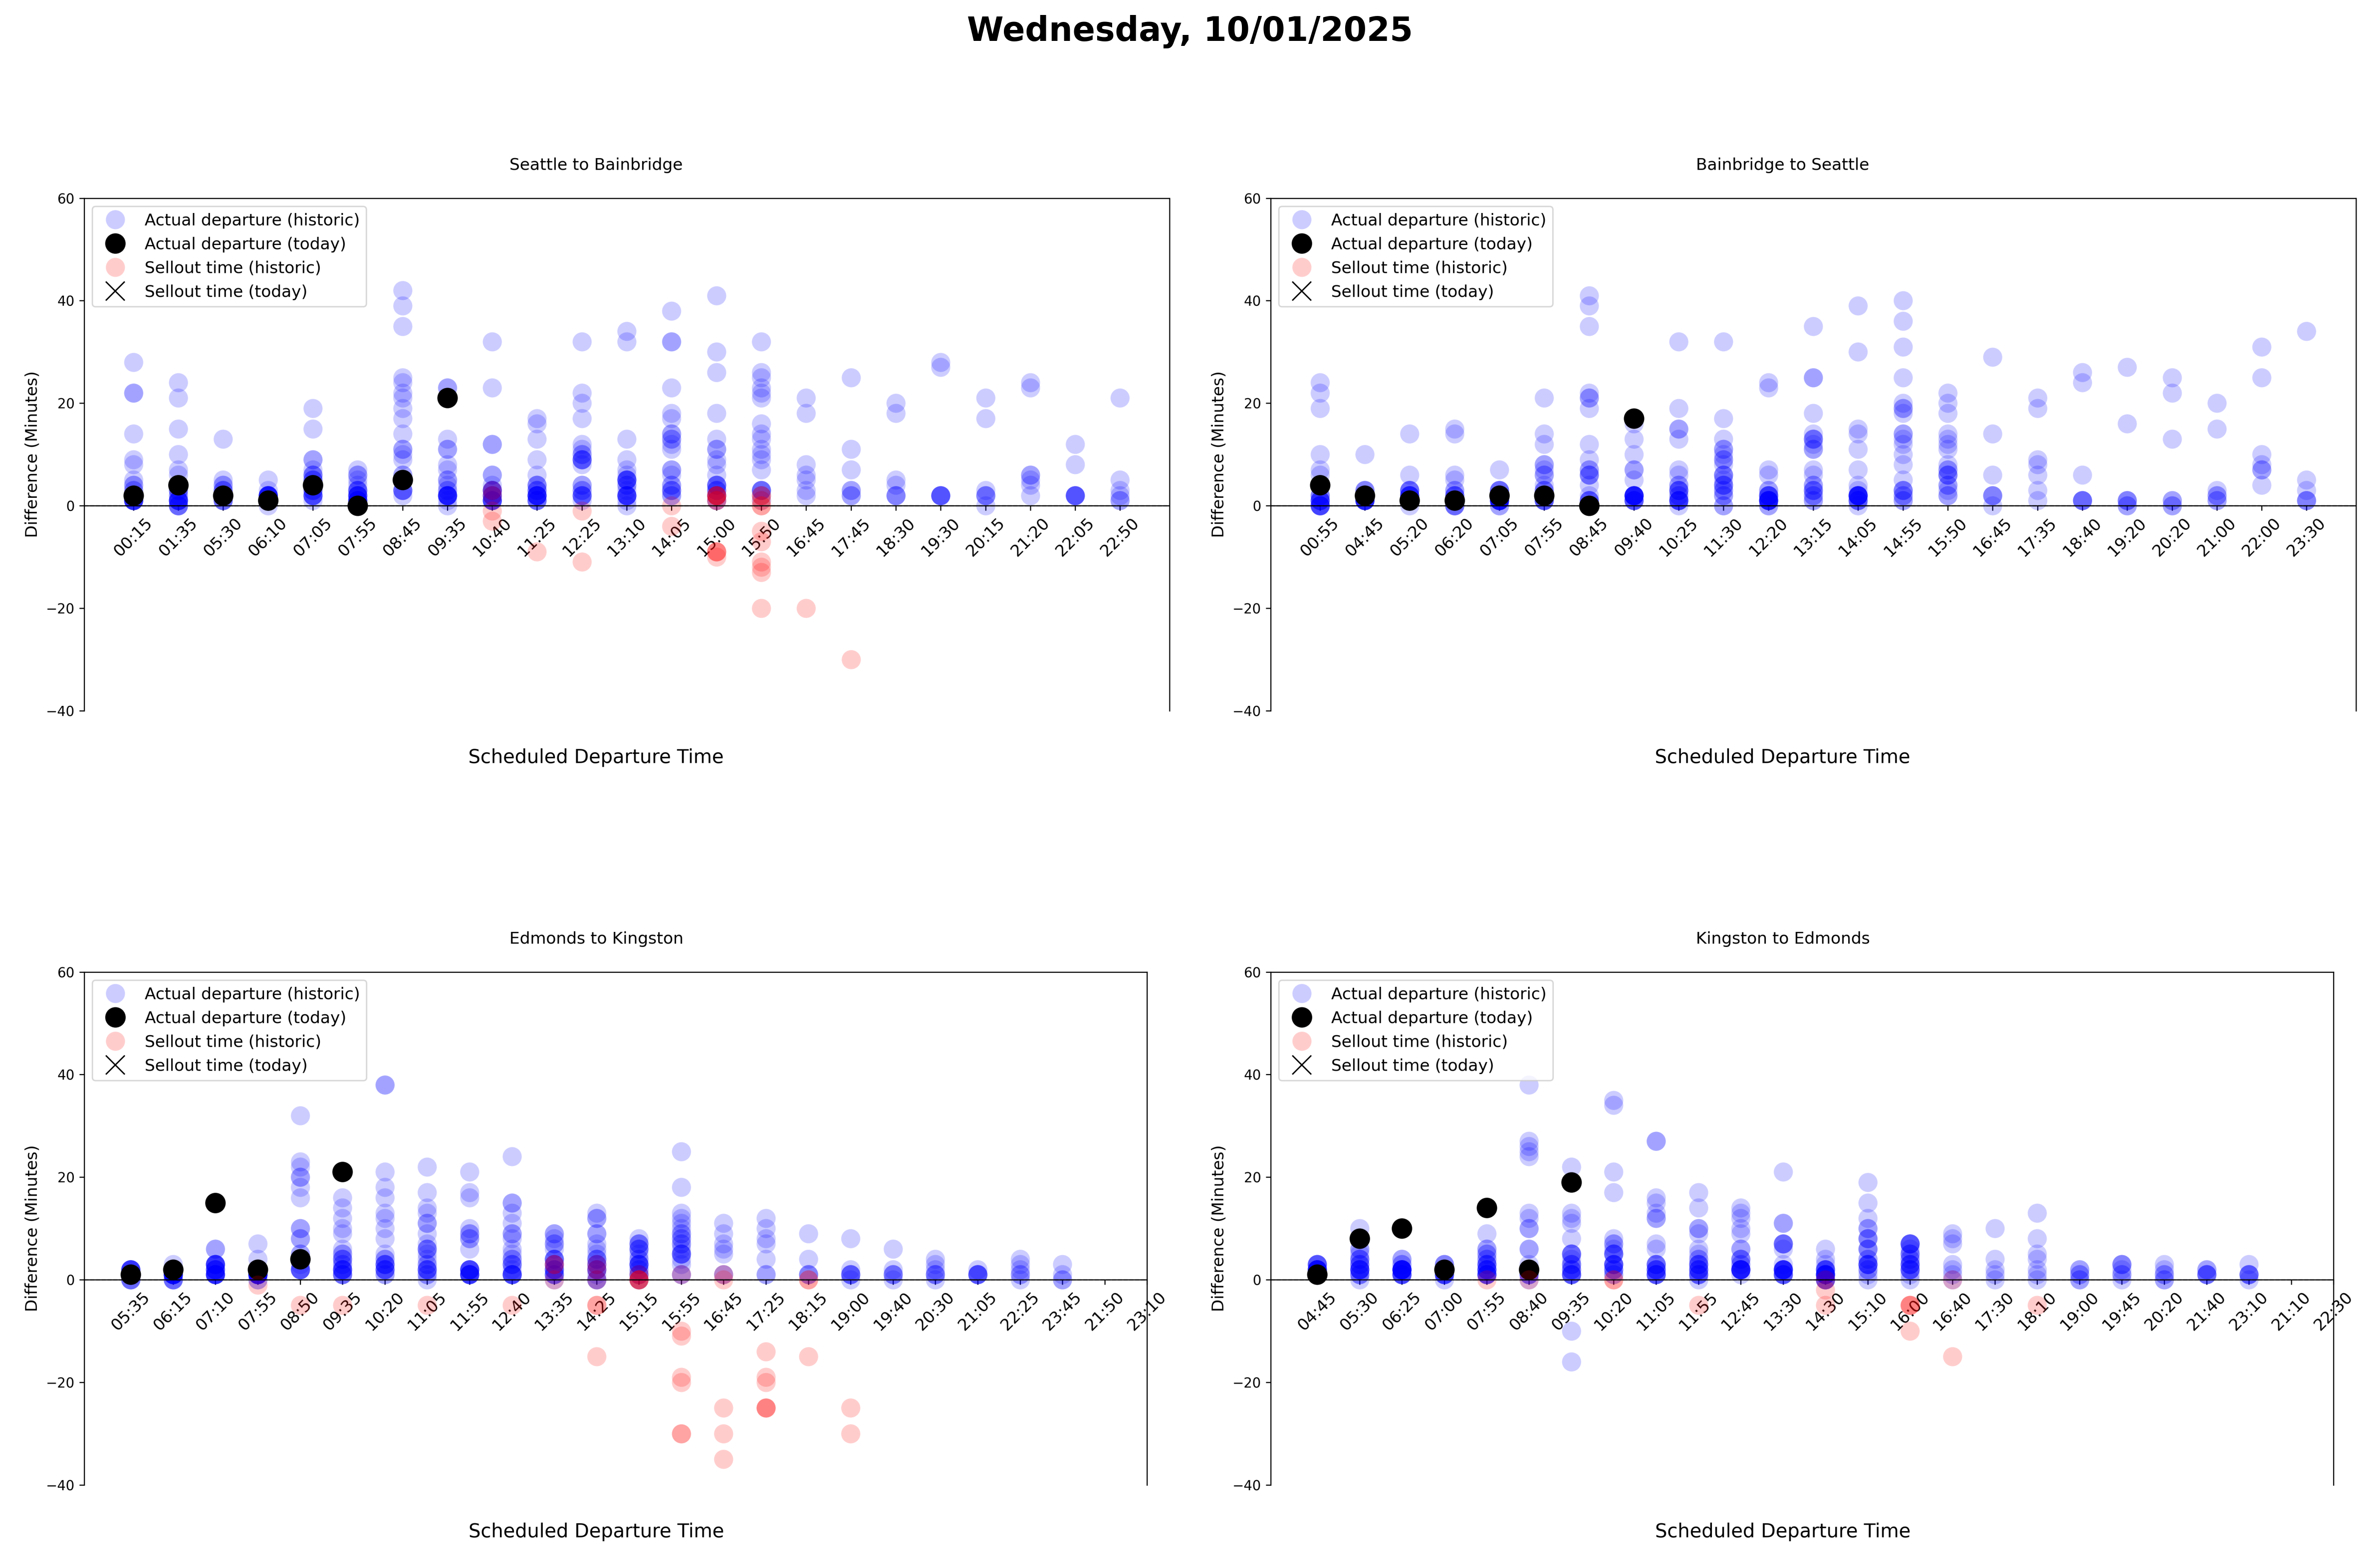 Wednesday, 10/01/2025
Seattle to Bainbridge
Difference (Minutes)
60
40
20
0
−20
−40
Actual departure (historic)
Actual departure (today)
Sellout time (historic)
Sellout time (today)
00:15 01:35 05:30 06:10 07:05 07:55 08:45 09:35 10:40 11:25 12:25 13:10 14:05 15:00 15:50 16:45 17:45 18:30 19:30 20:15 21:20 22:05 22:50
Scheduled Departure Time
Bainbridge to Seattle
Difference (Minutes)
60
40
20
0
−20
−40
Actual departure (historic)
Actual departure (today)
Sellout time (historic)
Sellout time (today)
00:55 04:45 05:20 06:20 07:05 07:55 08:45 09:40 10:25 11:30 12:20 13:15 14:05 14:55 15:50 16:45 17:35 18:40 19:20 20:20 21:00 22:00 23:30
Scheduled Departure Time
Edmonds to Kingston
Difference (Minutes)
60
40
20
0
−20
−40
Actual departure (historic)
Actual departure (today)
Sellout time (historic)
Sellout time (today)
05:35 06:15 07:10 07:55 08:50 09:35 10:20 11:05 11:55 12:40 13:35 14:25 15:15 15:55 16:45 17:25 18:15 19:00 19:40 20:30 21:05 22:25 23:45 21:50 23:10
Scheduled Departure Time
Kingston to Edmonds
Difference (Minutes)
60
40
20
0
−20
−40
Actual departure (historic)
Actual departure (today)
Sellout time (historic)
Sellout time (today)
04:45 05:30 06:25 07:00 07:55 08:40 09:35 10:20 11:05 11:55 12:45 13:30 14:30 15:10 16:00 16:40 17:30 18:10 19:00 19:45 20:20 21:40 23:10 21:10 22:30
Scheduled Departure Time